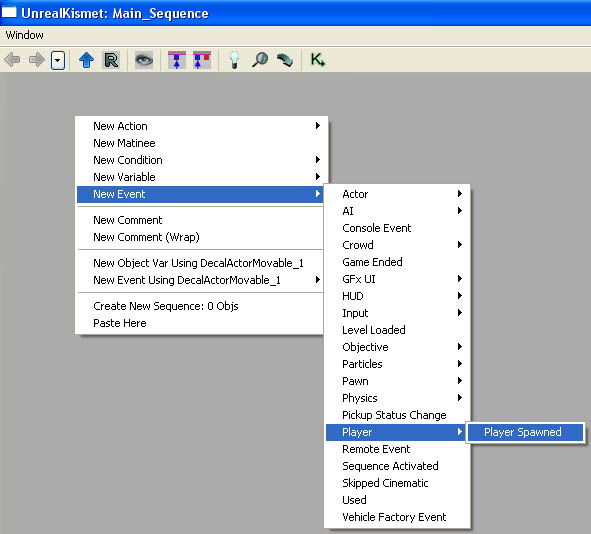 UnrealKismet: Main_Sequence
Window
R
K
New Action
New Matinee
New Condition
New Variable
New Event
New Comment
New Comment (Wrap)
New Object Var Using DecalActorMovable_1
New Event Using DecalActorMovable_1
Create New Sequence: 0 Objs
Paste Here
Actor
AI
Console Event
Crowd
Game Ended
GFx UI
HUD
Input
Level Loaded
Objective
Particles
Pawn
Physics
Pickup Status Change
Player
Remote Event
Sequence Activated
Skipped Cinematic
Used
Vehicle Factory Event
Player Spawned